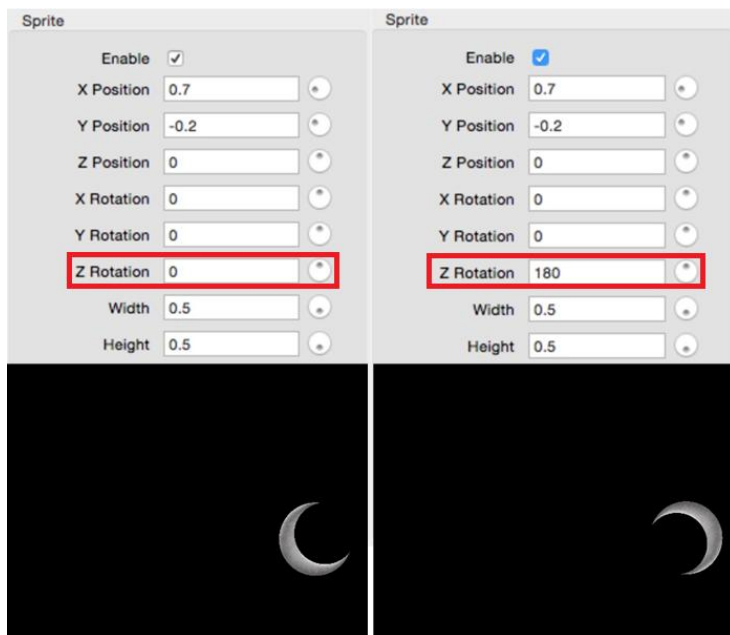 Sprite
Enable
X Position 0.7
Y Position -0.2
Z Position 0
X Rotation 0
Y Rotation 0
Z Rotation 0
Width 0.5
Height 0.5
Sprite
Enable
X Position 0.7
Y Position -0.2
Z Position 0
X Rotation 0
Y Rotation 0
Z Rotation 180
Width 0.5
Height 0.5